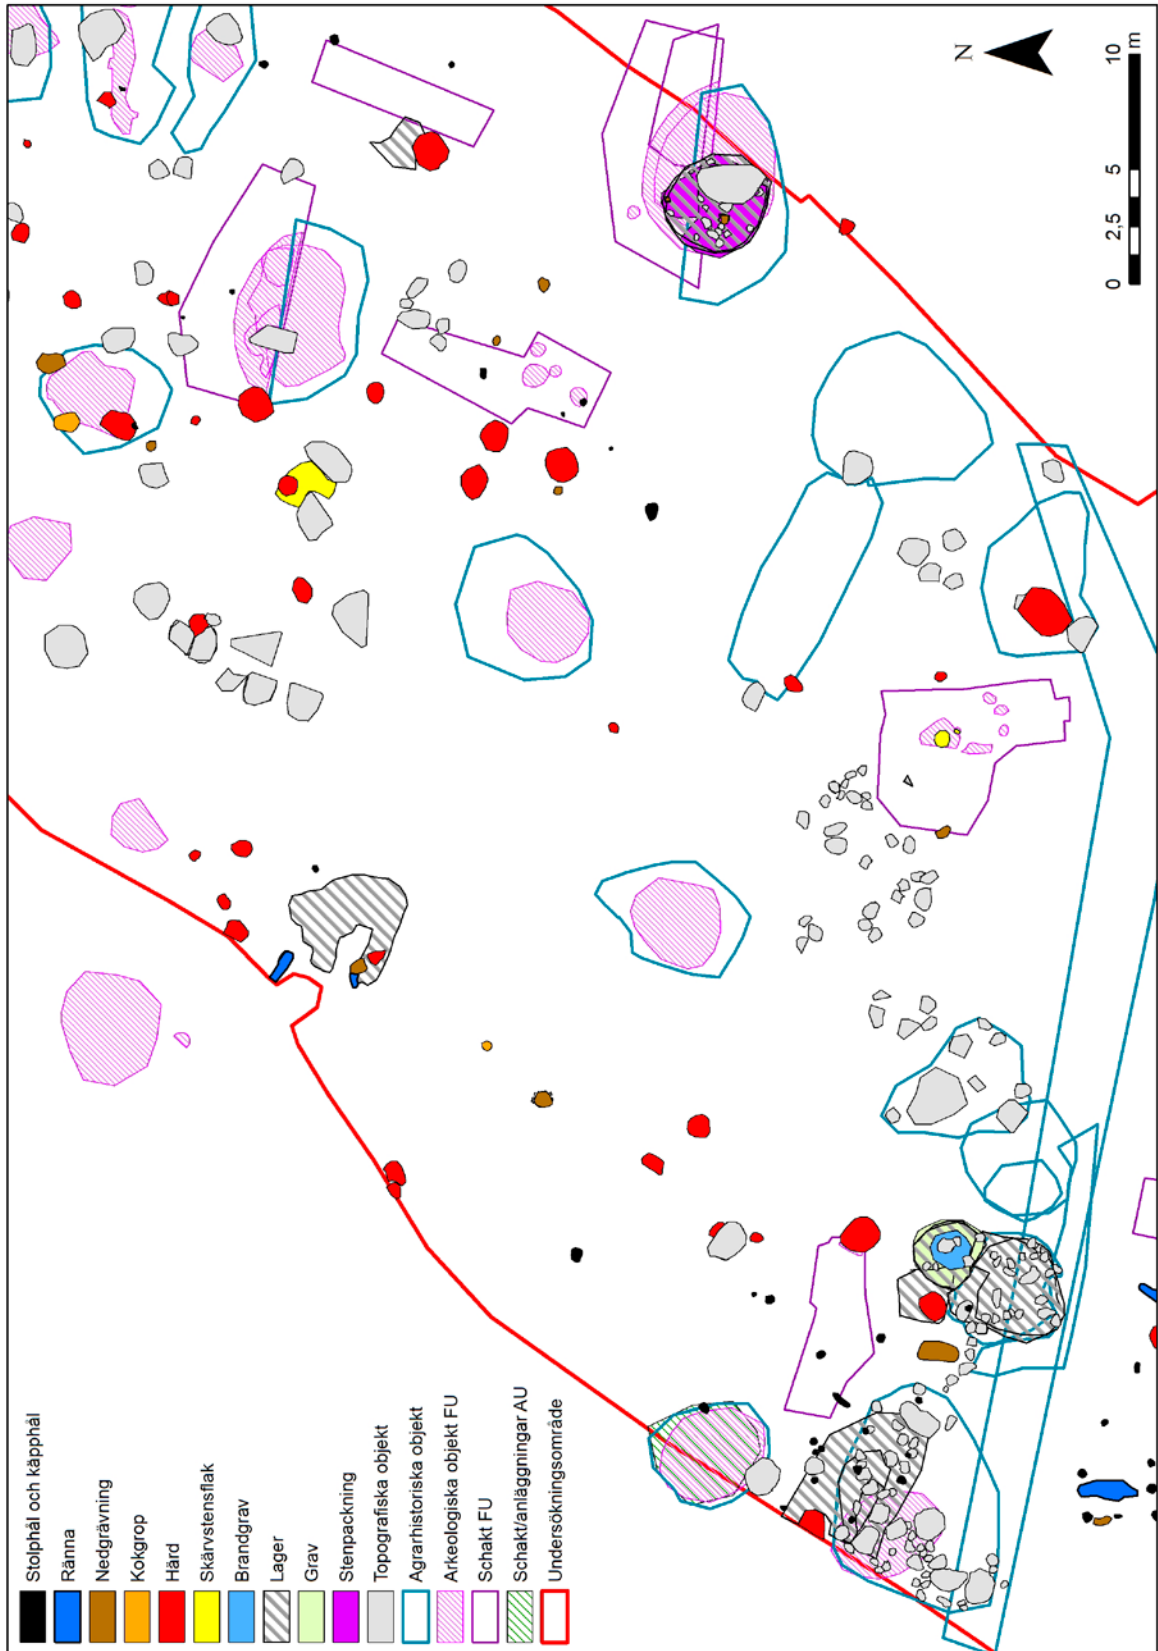 Stolphål och käpphål
Ränna
Nedgrävning
Kokgrop
Härd
Skärvstensflak
Brandgrav
Lager
Grav
Stenpackning
Topografiska objekt
Agrarhistoriska objekt
Arkeologiska objekt FU
Schakt FU
Schakt/anläggningar AU
Undersökningsområde
N
0 2,5 5 10 m